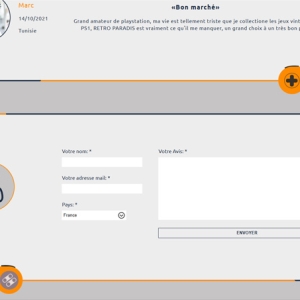 Marc
14/10/2021
Tunisie
«Bon marché»
Grand amateur de playstation, ma vie est tellement triste que je collectionne les jeux
PS1, RETRO PARADIS est vraiment ce qu'il me manquer, un grand choix à un très bon
Votre nom: *
Votre adresse mail: *
Pays: *
France
Votre Avis: *
ENVOYER